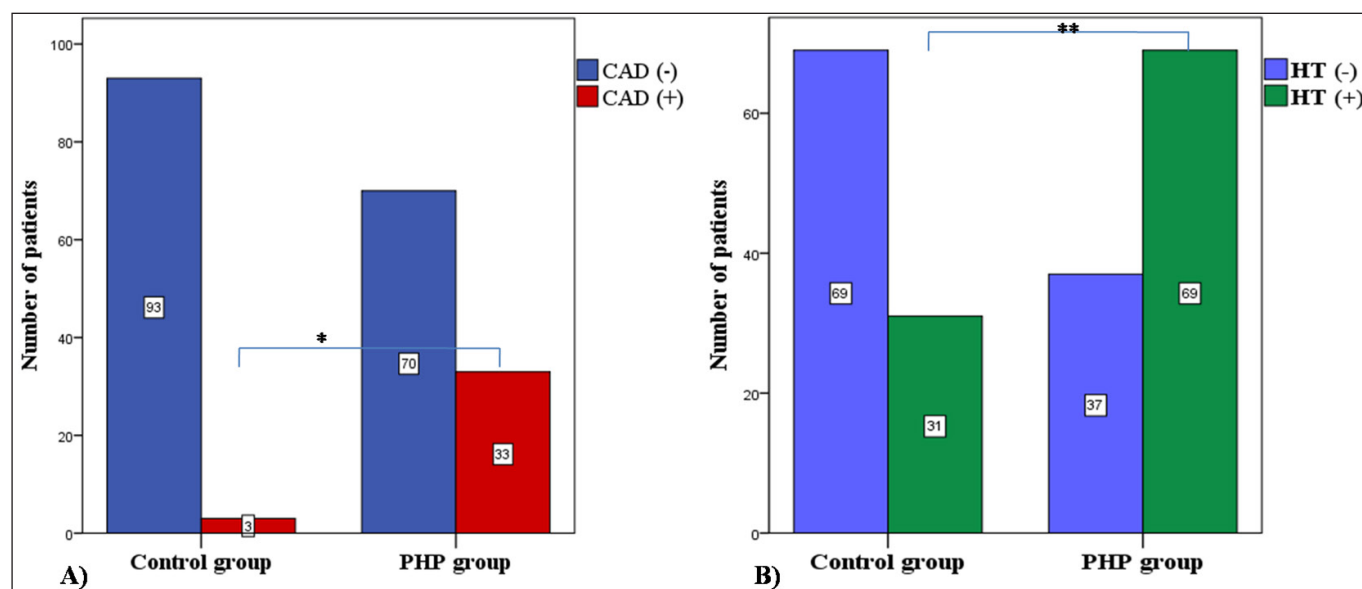 100
80
60
40
20
0
Number of patients
93
3
70
33
*
Control group
PHP group
A)
CAD (-)
CAD (+)
60
40
20
0
Number of patients
69
31
37
69
**
Control group
PHP group
B)
HT (-)
HT (+)